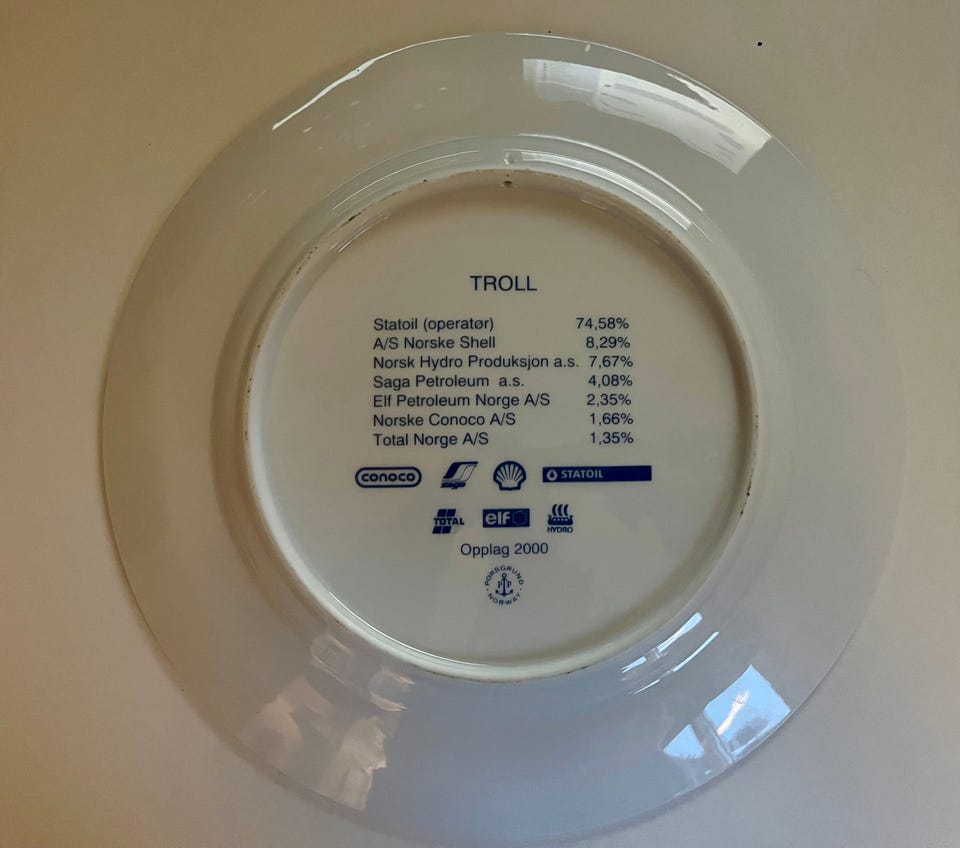 TROLL
Statoil (operatør) 74,58%
A/S Norske Shell 8,29%
Norsk Hydro Produksjon a.s. 7,67%
Saga Petroleum a.s. 4,08%
Elf Petroleum Norge A/S 2,35%
Norske Conoco A/S 1,66%
Total Norge A/S 1,35%
conoco saga STATOIL
TOTAL elf HYDRO
Opplag 2000
PORSGRUND
P P
NORWAY